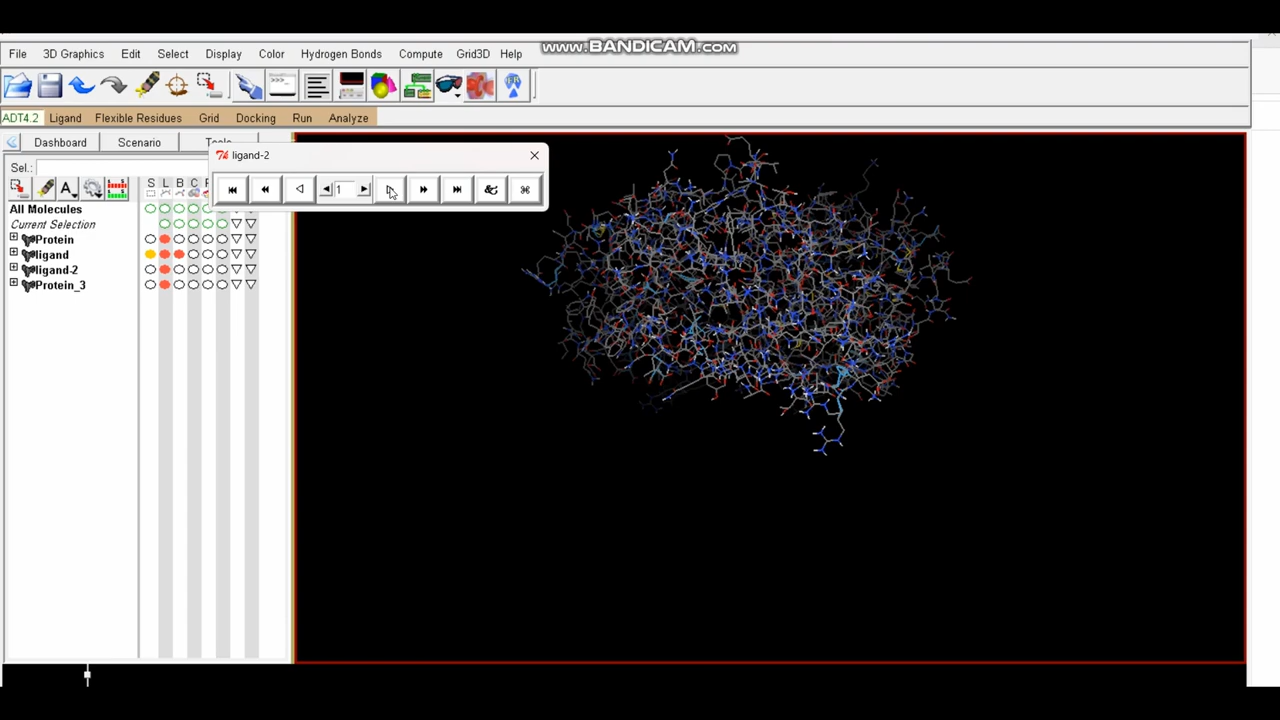 www.BANDICAM.com
File 3D Graphics Edit Select Display Color Hydrogen Bonds Compute Grid3D Help
ADT4.2 Ligand Flexible Residues Grid Docking Run Analyze
Dashboard Scenario Tools
ligand-2
Sel.:
1
S L B C
All Molecules
Current Selection
Protein
ligand
ligand-2
Protein_3